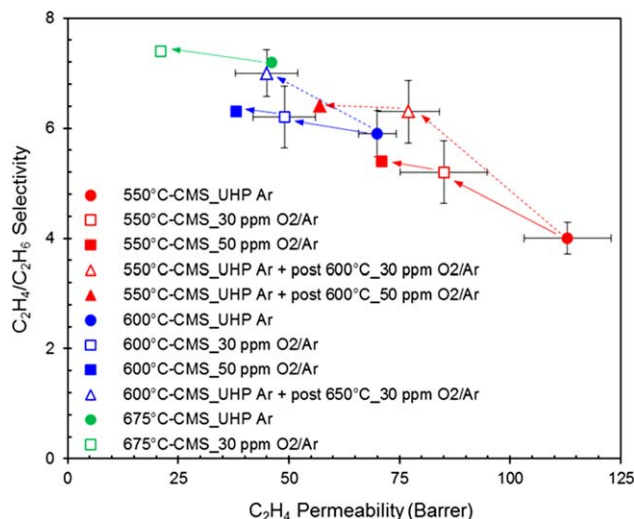 8
6
4
2
0
0
25
50
75
100
125
C₂H₄/C₂H₆ Selectivity
C₂H₄ Permeability (Barrer)
550°C-CMS_UHP Ar
550°C-CMS_30 ppm O2/Ar
550°C-CMS_50 ppm O2/Ar
550°C-CMS_UHP Ar + post 600°C_30 ppm O2/Ar
550°C-CMS_UHP Ar + post 600°C_50 ppm O2/Ar
600°C-CMS_UHP Ar
600°C-CMS_30 ppm O2/Ar
600°C-CMS_50 ppm O2/Ar
600°C-CMS_UHP Ar + post 650°C_30 ppm O2/Ar
675°C-CMS_UHP Ar
675°C-CMS_30 ppm O2/Ar